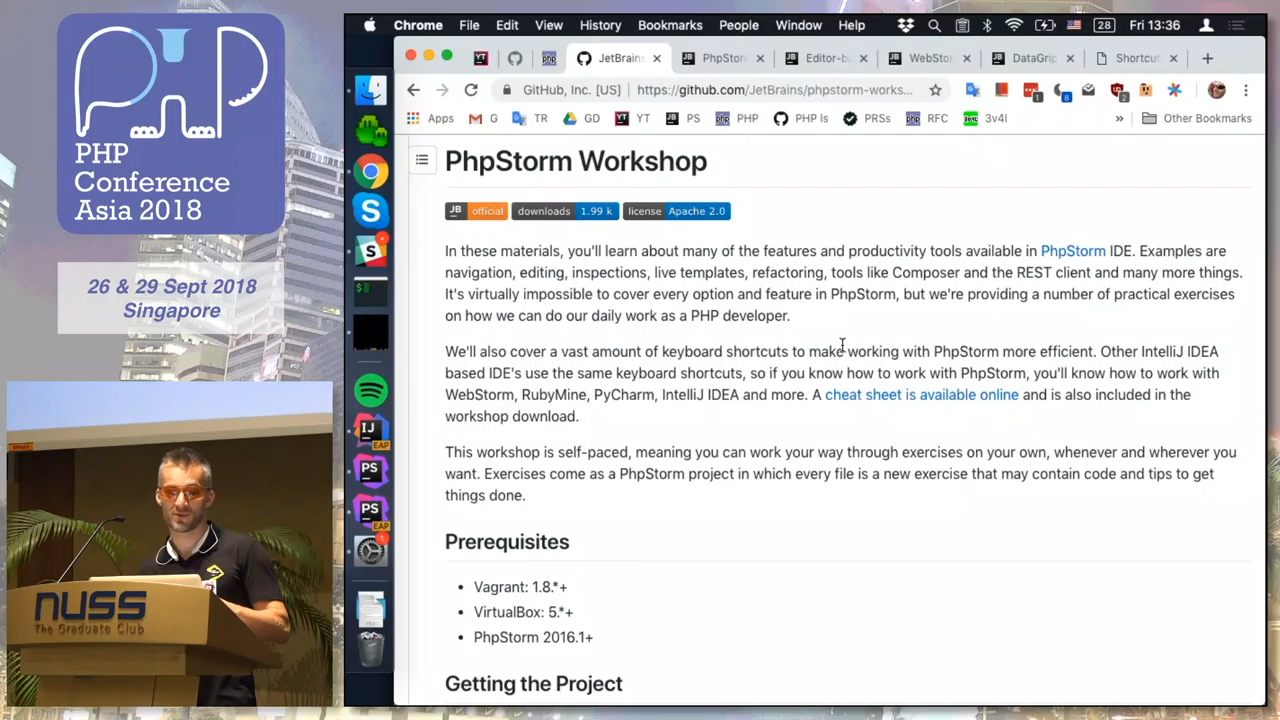 PHP
Conference
Asia 2018
26 & 29 Sept 2018
Singapore
NUSS
The Graduate Club
Chrome File Edit View History Bookmarks People Window Help 28 Fri 13:36
JetBrains PhpStorm Editor-b WebStorm DataGrip Shortcut
GitHub, Inc. [US] https://github.com/JetBrains/phpstorm-works...
Apps G TR GD YT PS PHP PHP Is PRSs RFC 3v4l » Other Bookmarks
PhpStorm Workshop
JB official downloads 1.99 k license Apache 2.0
In these materials, you'll learn about many of the features and productivity tools available in PhpStorm IDE. Examples are
navigation, editing, inspections, live templates, refactoring, tools like Composer and the REST client and many more things.
It's virtually impossible to cover every option and feature in PhpStorm, but we're providing a number of practical exercises
on how we can do our daily work as a PHP developer.
We'll also cover a vast amount of keyboard shortcuts to make working with PhpStorm more efficient. Other IntelliJ IDEA
based IDE's use the same keyboard shortcuts, so if you know how to work with PhpStorm, you'll know how to work with
WebStorm, RubyMine, PyCharm, IntelliJ IDEA and more. A cheat sheet is available online and is also included in the
workshop download.
This workshop is self-paced, meaning you can work your way through exercises on your own, whenever and wherever you
want. Exercises come as a PhpStorm project in which every file is a new exercise that may contain code and tips to get
things done.
Prerequisites
• Vagrant: 1.8.*+
• VirtualBox: 5.*+
• PhpStorm 2016.1+
Getting the Project
IJ
EAP
PS
PS
EAP